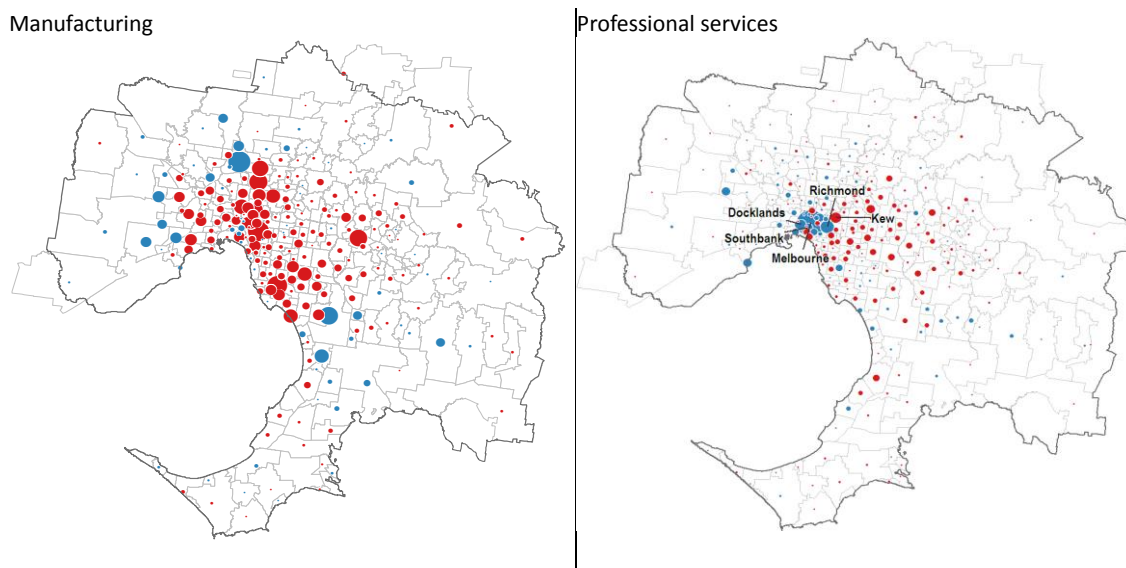 Manufacturing
Professional services
Richmond
Docklands
Kew
Southbank
Melbourne